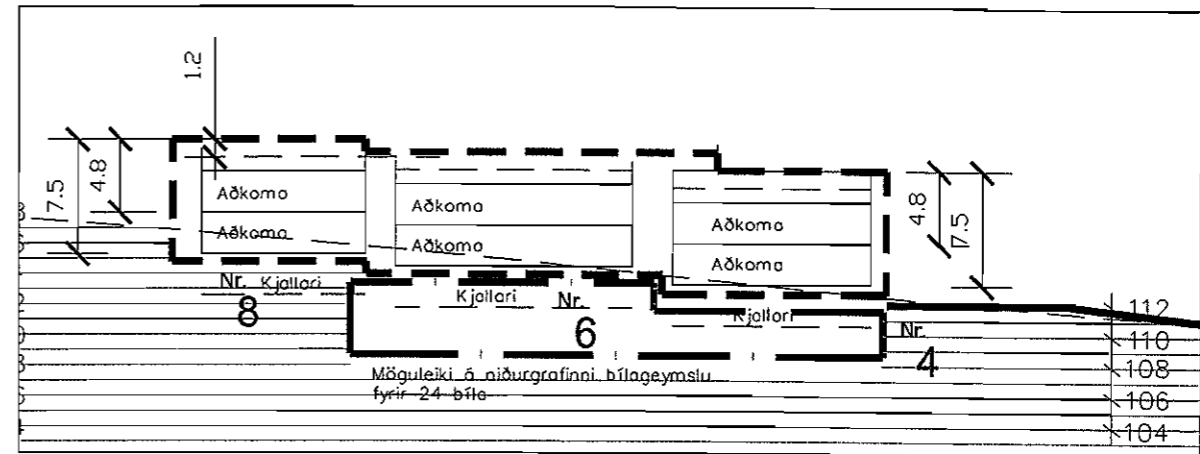 1.2
7.5
4.8
Aðkoma
Aðkoma
Aðkoma
Aðkoma
Aðkoma
Aðkoma
4.8
7.5
Nr. Kjallari
8
Kjallari
Nr.
6
Kjallari
Nr.
4
112
110
108
106
104
Möguleiki á niðurgrafinni bílageymslu
fyrir 24 bíla